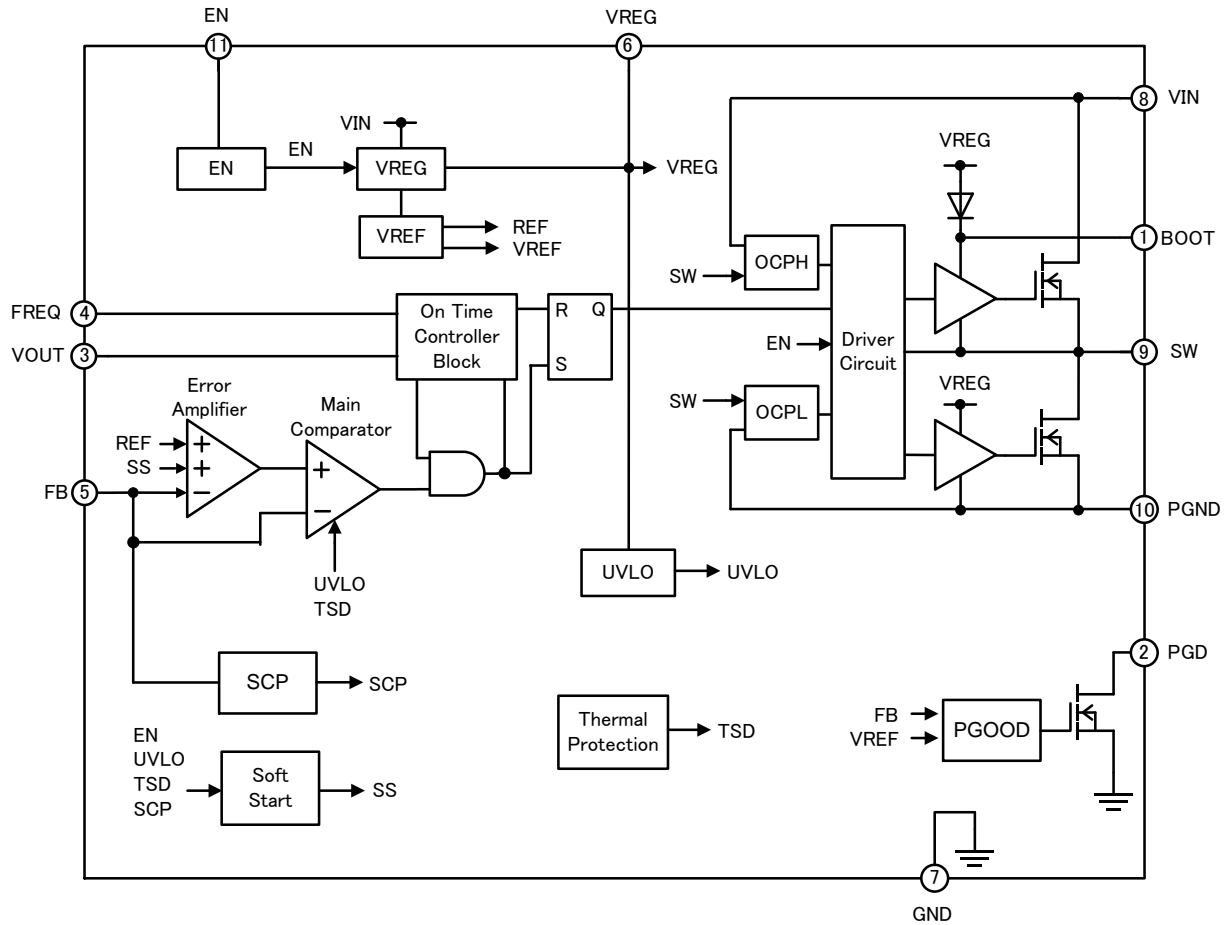 EN
VREG
11
6
8
VIN
VIN
VREG
EN
EN
VREG
VREG
VREF
REF
VREF
1
BOOT
OCPH
SW
FREQ
4
On Time
Controller
Block
R
Q
S
Driver
Circuit
EN
VOUT
3
9
SW
Error
Amplifier
Main
Comparator
SW
OCPL
VREG
REF
SS
+
+
−
+
−
FB
5
10
PGND
UVLO
TSD
UVLO
UVLO
2
PGD
SCP
SCP
Thermal
Protection
TSD
FB
VREF
PGOOD
EN
UVLO
TSD
SCP
Soft
Start
SS
7
GND